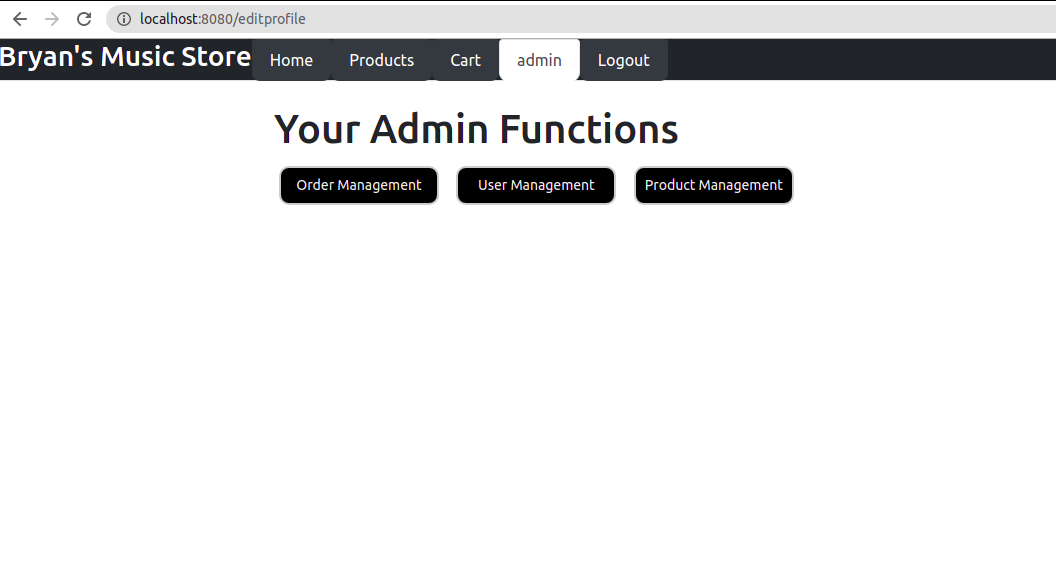 localhost:8080/editprofile
Bryan's Music Store Home Products Cart admin Logout
Your Admin Functions
Order Management User Management Product Management